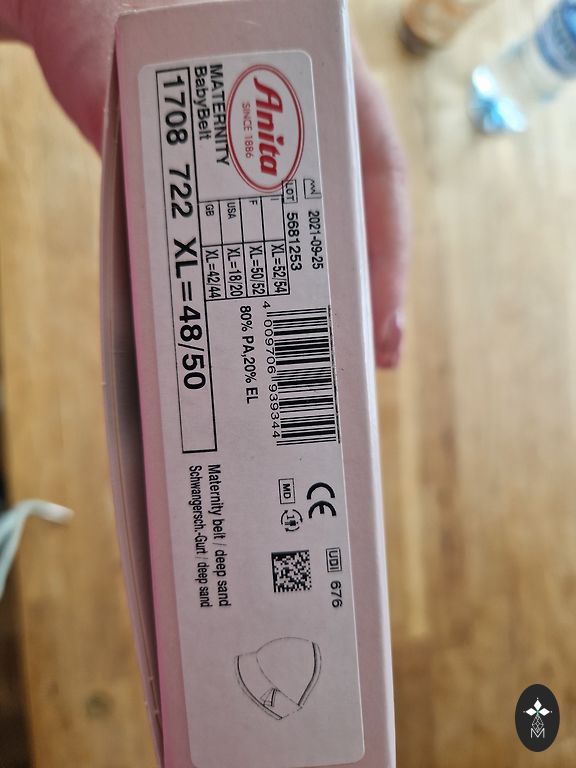 Anita
SINCE 1886
MATERNITY
BabyBelt
1708 722 XL=48/50
GB XL=42/44
USA XL=18/20
F XL=50/52
I XL=52/54
LOT 5681253
2021-09-25
80% PA,20% EL
4 009706 939344
Maternity belt / deep sand
Schwangersch.-Gurt / deep sand
CE
MD
1
UDI 676
M